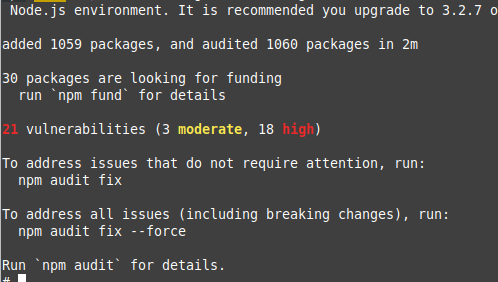 Node.js environment. It is recommended you upgrade to 3.2.7 o
added 1059 packages, and audited 1060 packages in 2m
30 packages are looking for funding
run `npm fund` for details
21 vulnerabilities (3 moderate, 18 high)
To address issues that do not require attention, run:
npm audit fix
To address all issues (including breaking changes), run:
npm audit fix --force
Run `npm audit` for details.
#